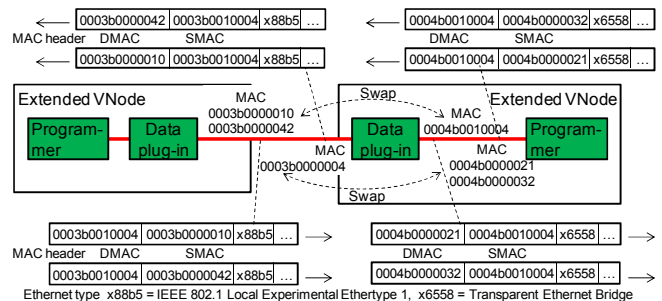 0003b0000042 0003b0010004 x88b5 ... 0004b0010004 0004b0000032 x6558 ...
MAC header DMAC SMAC DMAC SMAC
0003b0000010 0003b0010004 x88b5 ... 0004b0010004 0004b0000021 x6558 ...
Extended VNode MAC Swap Extended VNode
0003b0000010 MAC
0003b0000042 0004b0010004
Program-mer Data plug-in Data plug-in Program-mer
MAC MAC
0003b0000004 0004b0000021
0004b0000032
Swap
0003b0010004 0003b0000010 x88b5 ... 0004b0000021 0004b0010004 x6558 ...
MAC header DMAC SMAC DMAC SMAC
0003b0010004 0003b0000042 x88b5 ... 0004b0000032 0004b0010004 x6558 ...
Ethernet type x88b5 = IEEE 802.1 Local Experimental Ethertype 1, x6558 = Transparent Ethernet Bridge